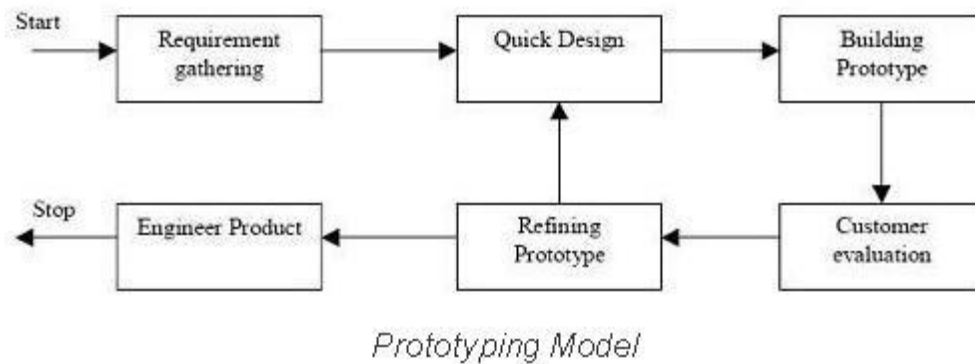 Start
Requirement
gathering
Quick Design
Building
Prototype
Stop
Engineer Product
Refining
Prototype
Customer
evaluation
Prototyping Model